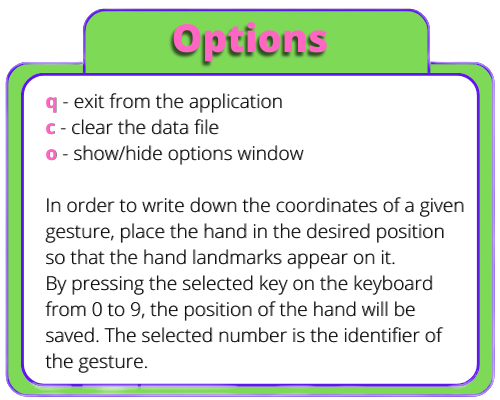 Options
q - exit from the application
c - clear the data file
o - show/hide options window
In order to write down the coordinates of a given
gesture, place the hand in the desired position
so that the hand landmarks appear on it.
By pressing the selected key on the keyboard
from 0 to 9, the position of the hand will be
saved. The selected number is the identifier of
the gesture.